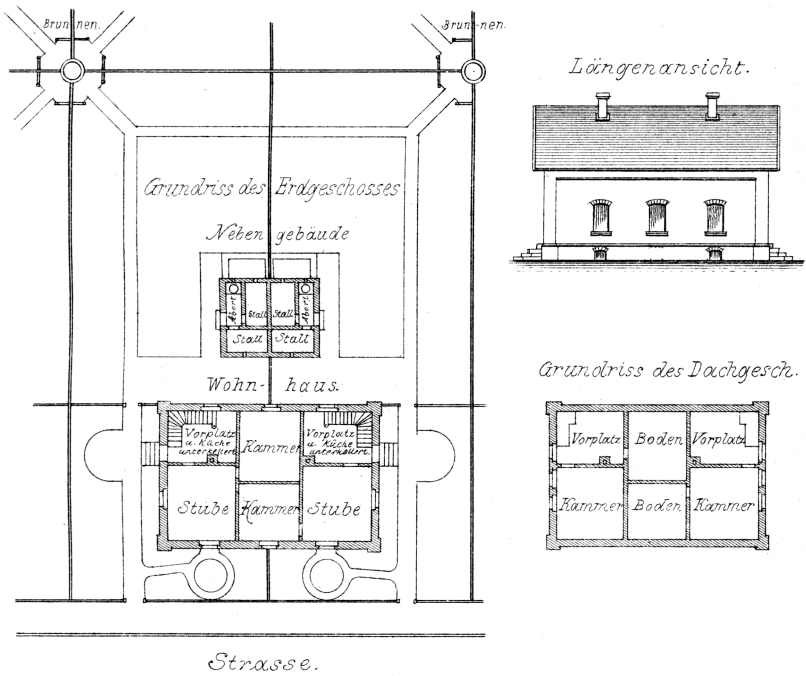 Brunnen.
Brunnen.
Längenansicht.
Grundriss des Erdgeschosses
Nebengebäude
Abort
Stall
Stall
Abort
Stall
Stall
Wohnhaus.
Vorplatz
u. Küche
unterkellert.
Kammer
Vorplatz
u. Küche
unterkellert.
Stube
Kammer
Stube
Strasse.
Grundriss des Dachgesch.
Vorplatz
Boden
Vorplatz
Kammer
Boden
Kammer